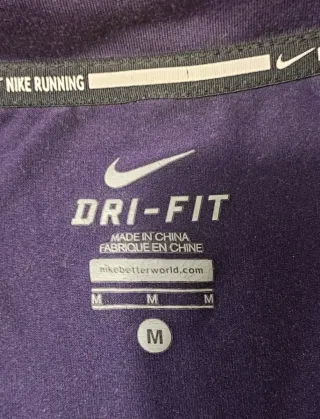 NIKE RUNNING
DRI-FIT
MADE IN CHINA
FABRIQUE EN CHINE
nikebetterworld.com
M M M
M